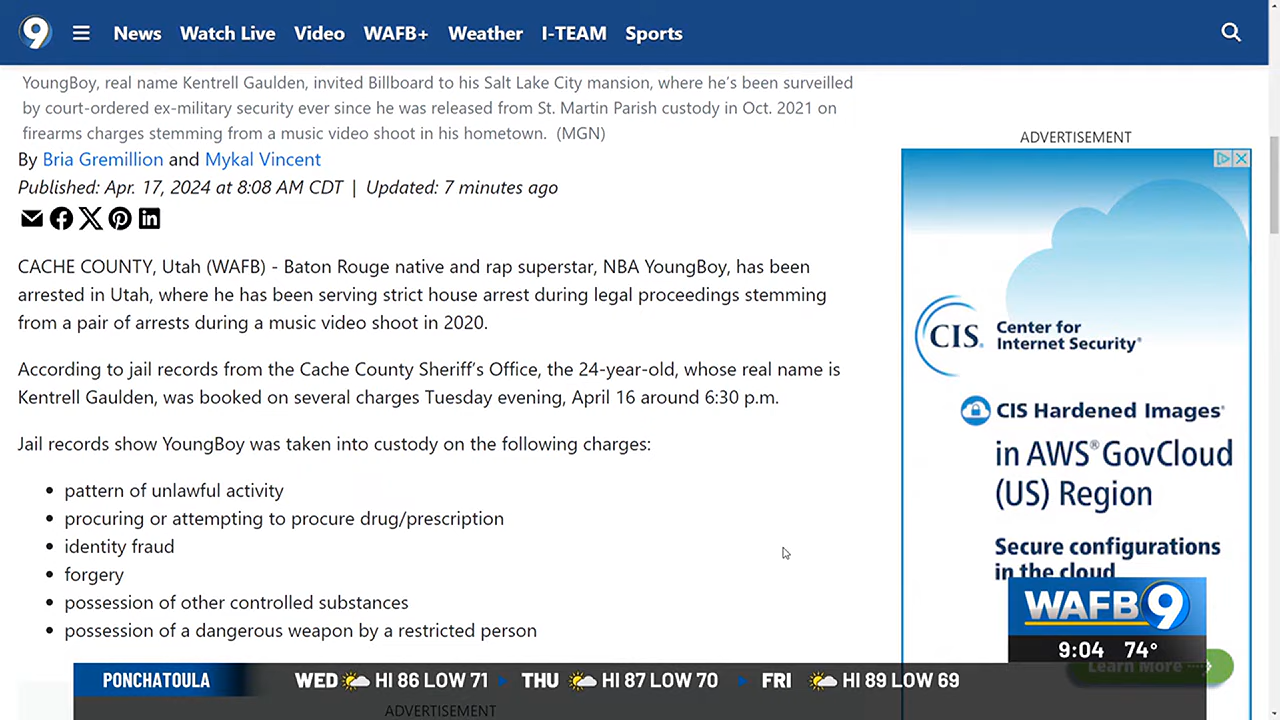 9
News Watch Live Video WAFB+ Weather I-TEAM Sports
YoungBoy, real name Kentrell Gaulden, invited Billboard to his Salt Lake City mansion, where he's been surveilled
by court-ordered ex-military security ever since he was released from St. Martin Parish custody in Oct. 2021 on
firearms charges stemming from a music video shoot in his hometown. (MGN)
By Bria Gremillion and Mykal Vincent
Published: Apr. 17, 2024 at 8:08 AM CDT | Updated: 7 minutes ago
CACHE COUNTY, Utah (WAFB) - Baton Rouge native and rap superstar, NBA YoungBoy, has been
arrested in Utah, where he has been serving strict house arrest during legal proceedings stemming
from a pair of arrests during a music video shoot in 2020.
According to jail records from the Cache County Sheriff's Office, the 24-year-old, whose real name is
Kentrell Gaulden, was booked on several charges Tuesday evening, April 16 around 6:30 p.m.
Jail records show YoungBoy was taken into custody on the following charges:
• pattern of unlawful activity
• procuring or attempting to procure drug/prescription
• identity fraud
• forgery
• possession of other controlled substances
• possession of a dangerous weapon by a restricted person
ADVERTISEMENT
CIS. Center for
Internet Security®
CIS Hardened Images®
in AWS® GovCloud
(US) Region
Secure configurations
in the cloud
Learn More
WAFB 9
9:04 74°
PONCHATOULA WED HI 86 LOW 71 THU HI 87 LOW 70 FRI HI 89 LOW 69
ADVERTISEMENT